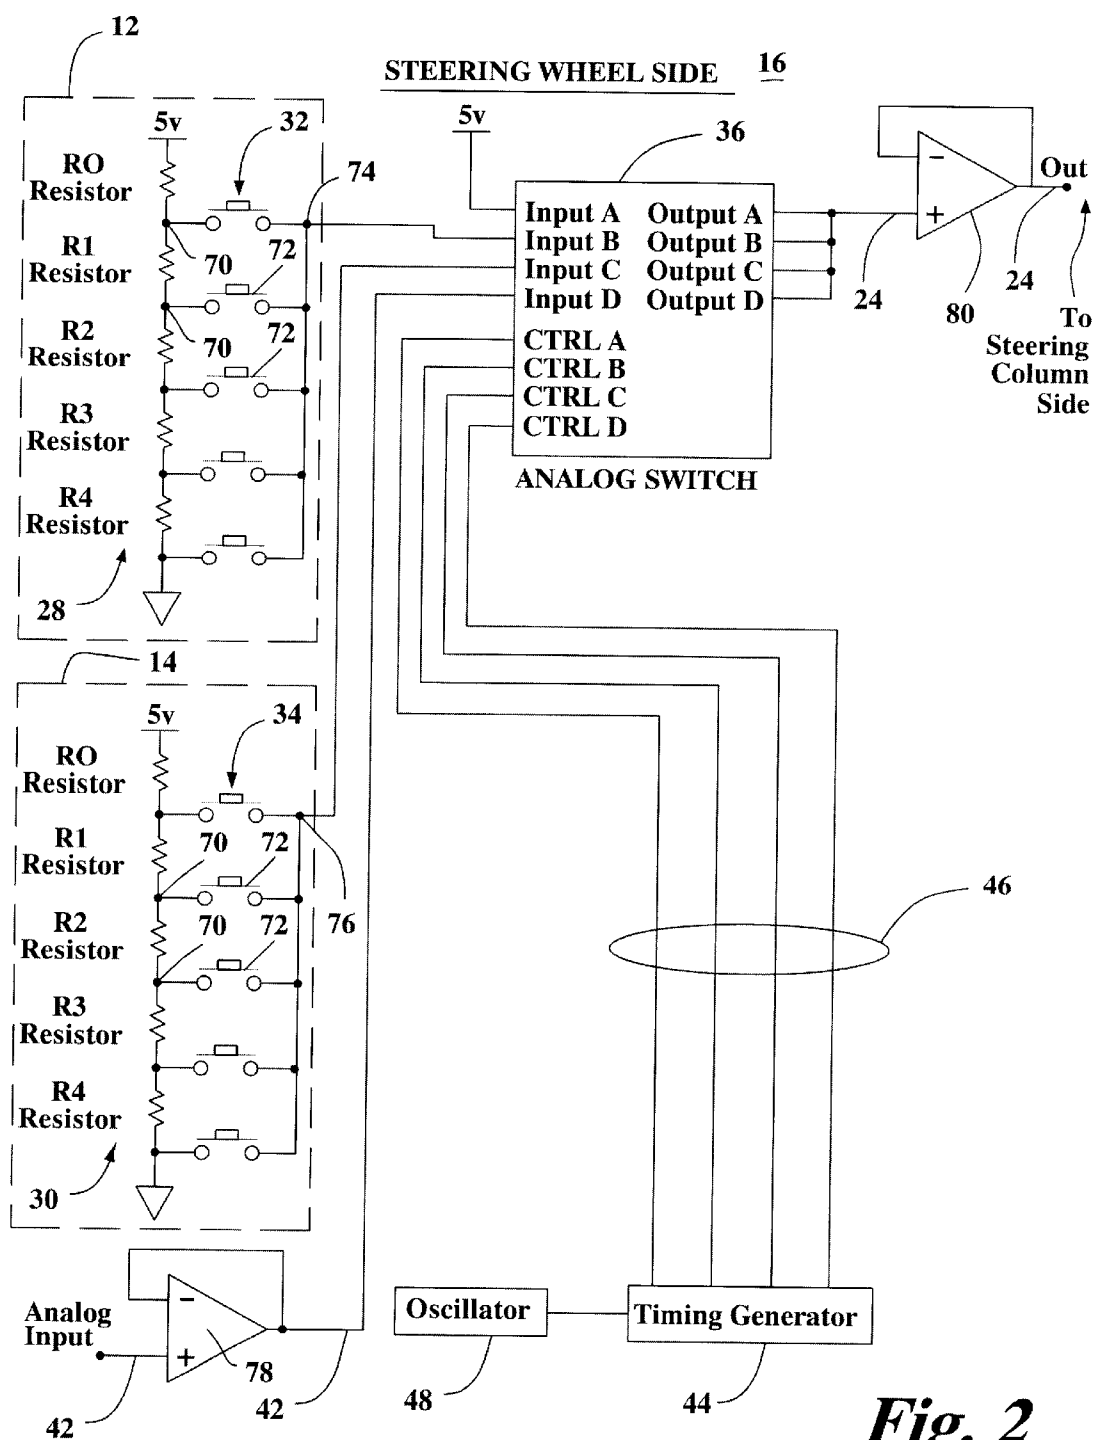 12
STEERING WHEEL SIDE 16
5v
32
RO
Resistor
74
R1
Resistor
70
72
R2
Resistor
70
72
R3
Resistor
R4
Resistor
28
5v
36
Input A Output A
Input B Output B
Input C Output C
Input D Output D
CTRL A
CTRL B
CTRL C
CTRL D
ANALOG SWITCH
−
+
Out
24
80
24
To
Steering
Column
Side
14
5v
34
RO
Resistor
R1
Resistor
70
72
76
R2
Resistor
70
72
R3
Resistor
R4
Resistor
30
46
Analog
Input
−
+
78
42
42
Oscillator
48
Timing Generator
44
Fig. 2